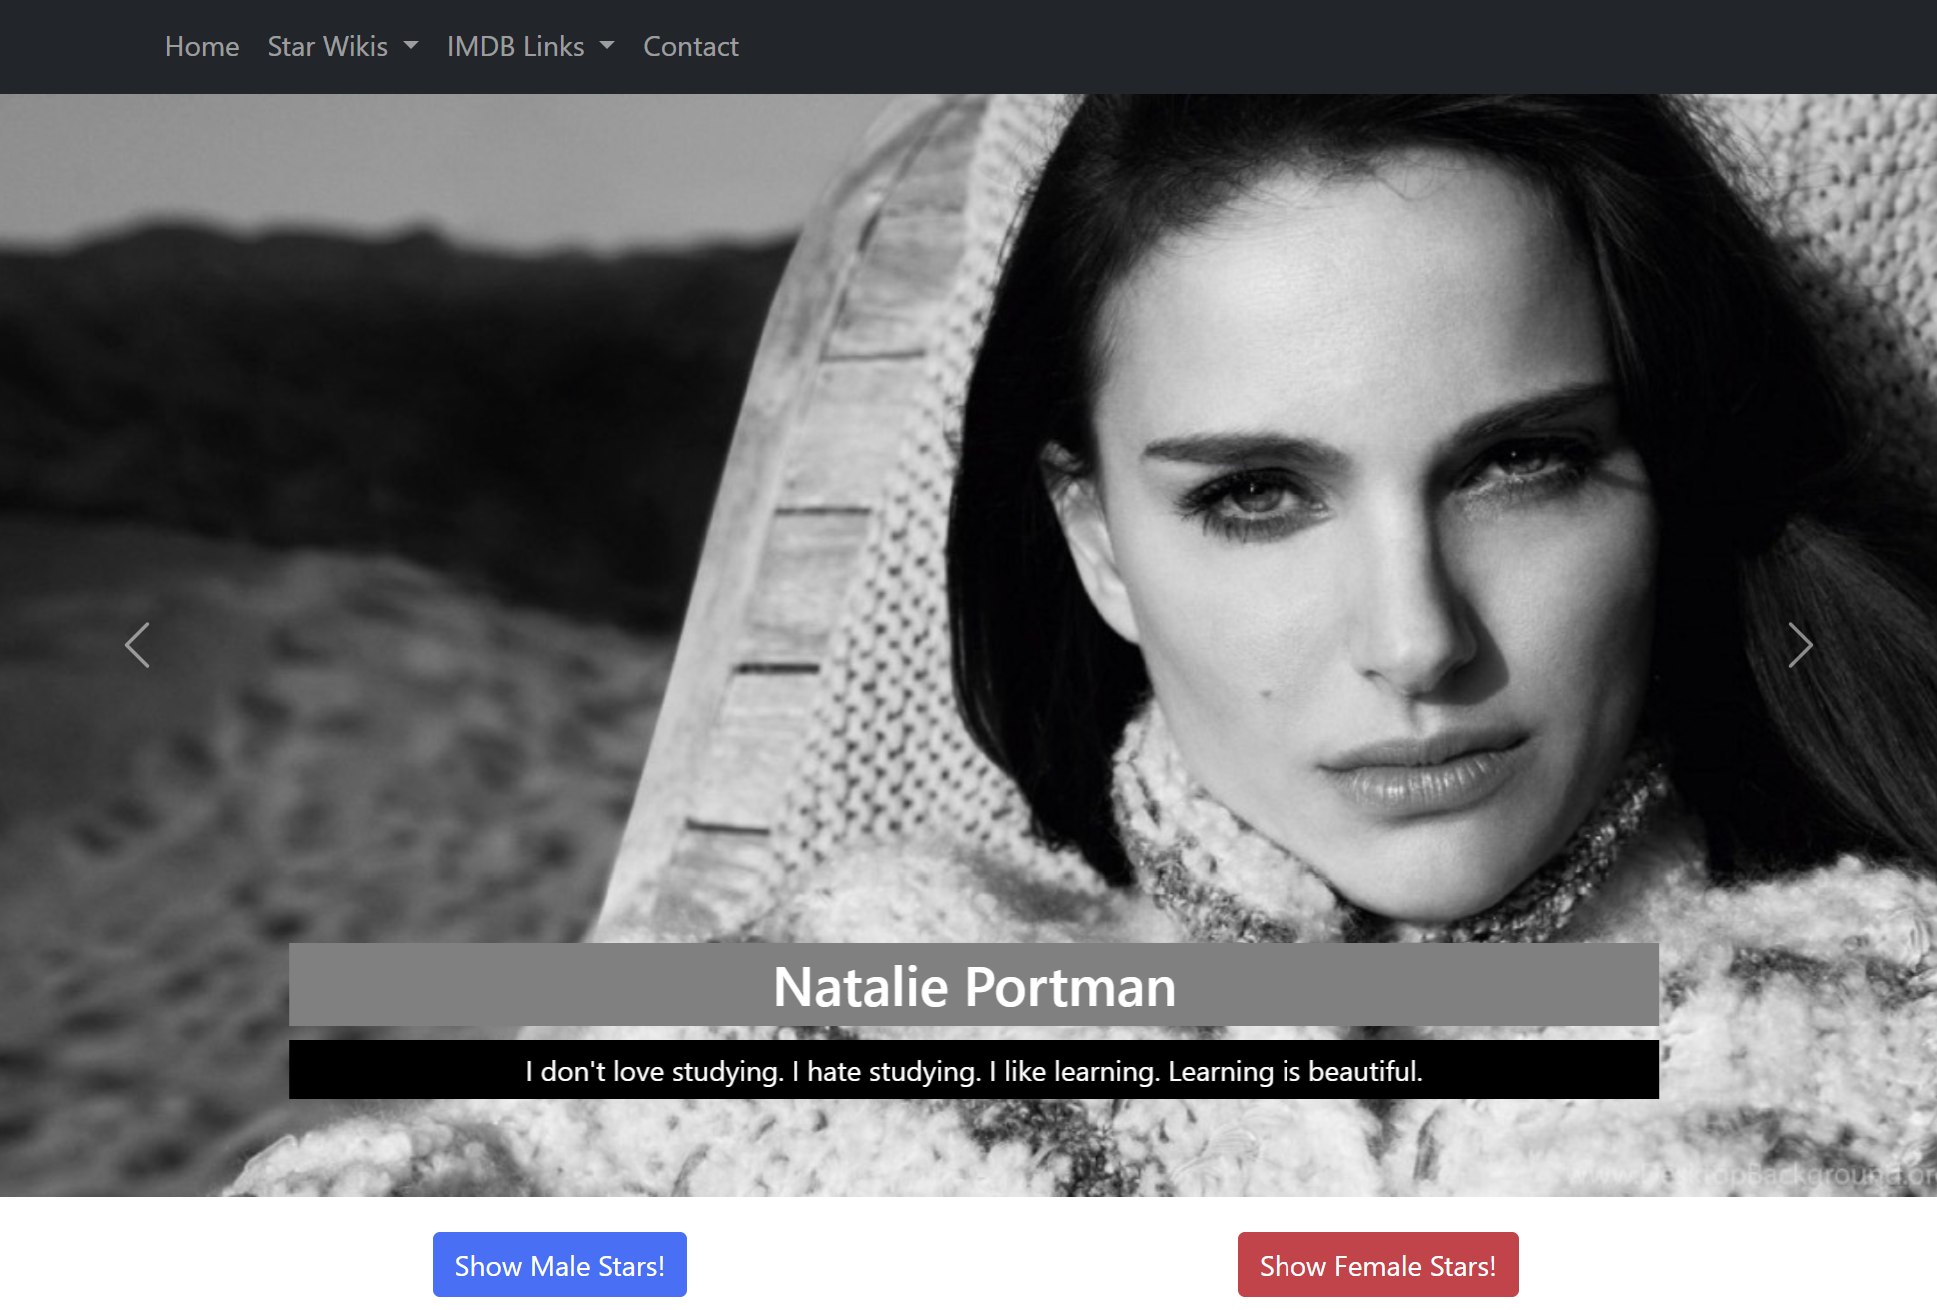 Home Star Wikis IMDB Links Contact
Natalie Portman
I don't love studying. I hate studying. I like learning. Learning is beautiful.
www.DesktopBackground.or
Show Male Stars! Show Female Stars!